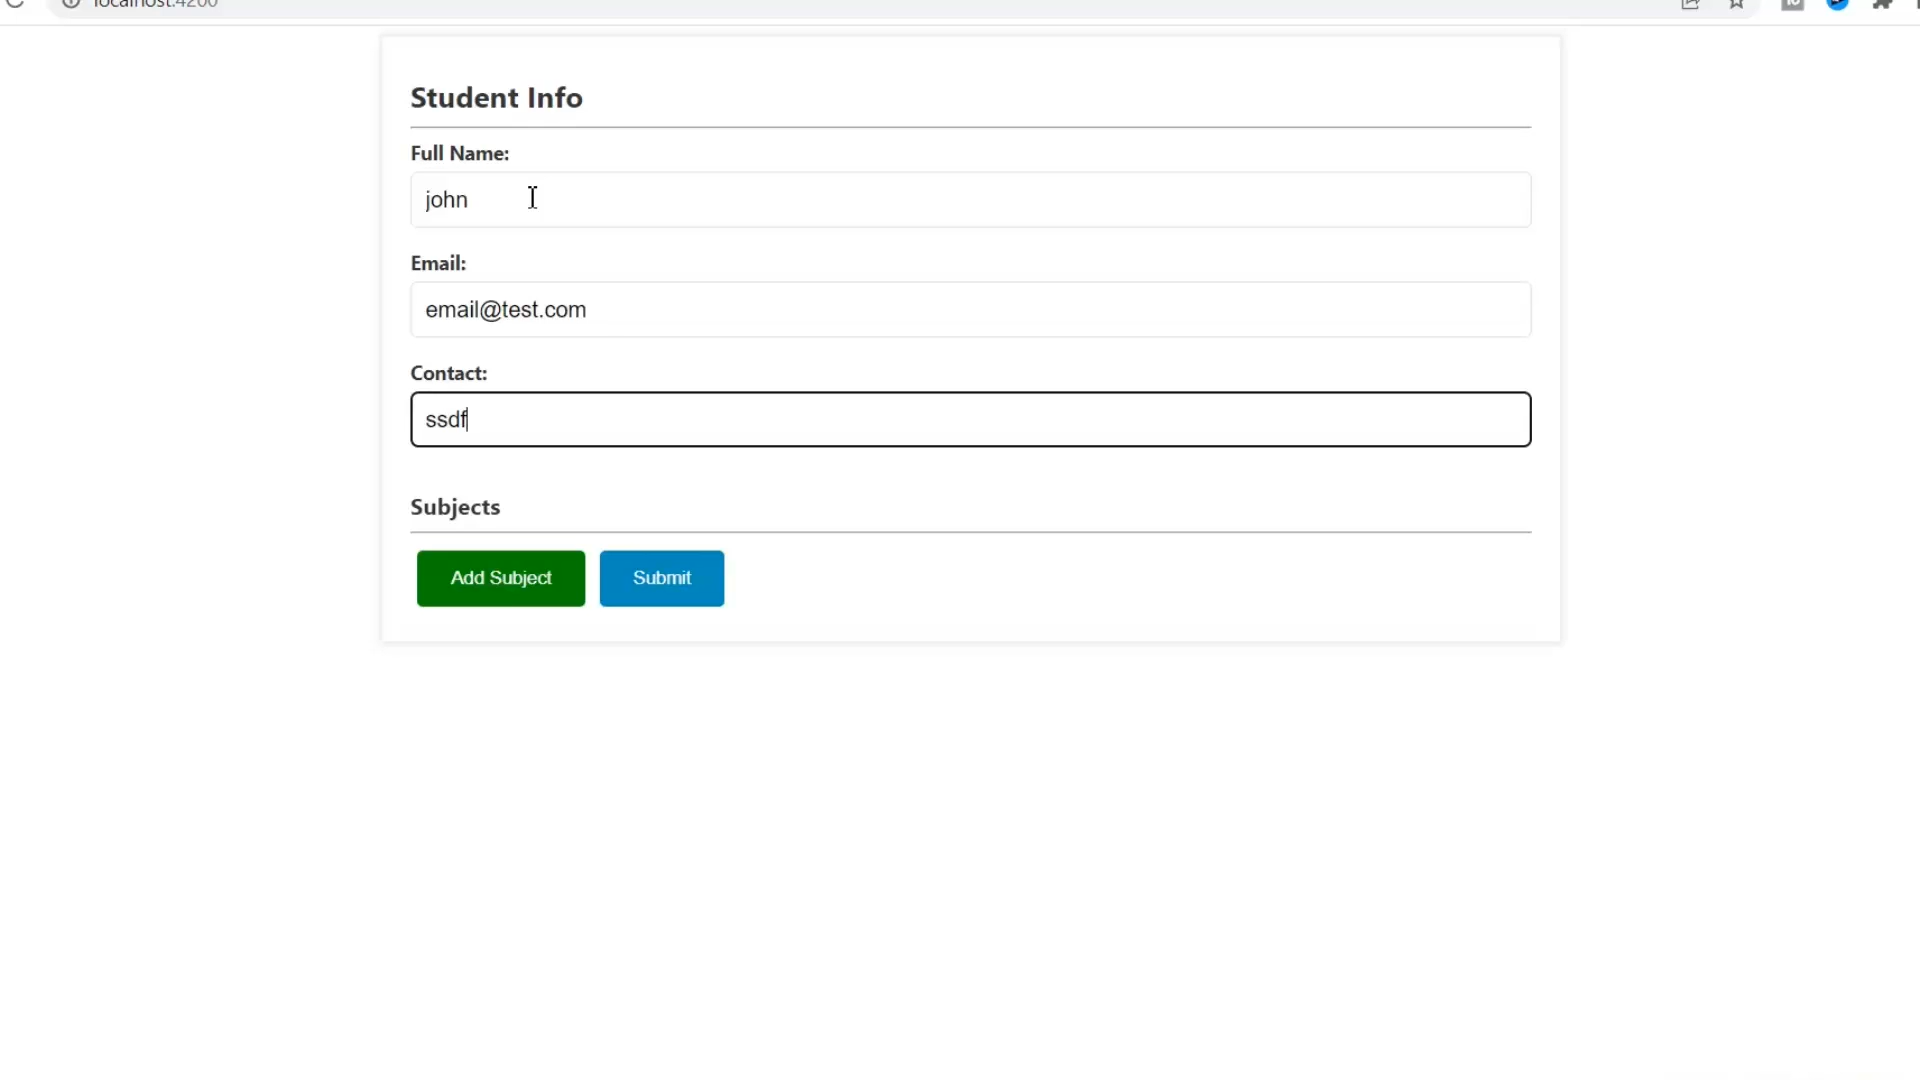 localhost:4200
Student Info
Full Name:
john
Email:
email@test.com
Contact:
ssdf
Subjects
Add Subject Submit